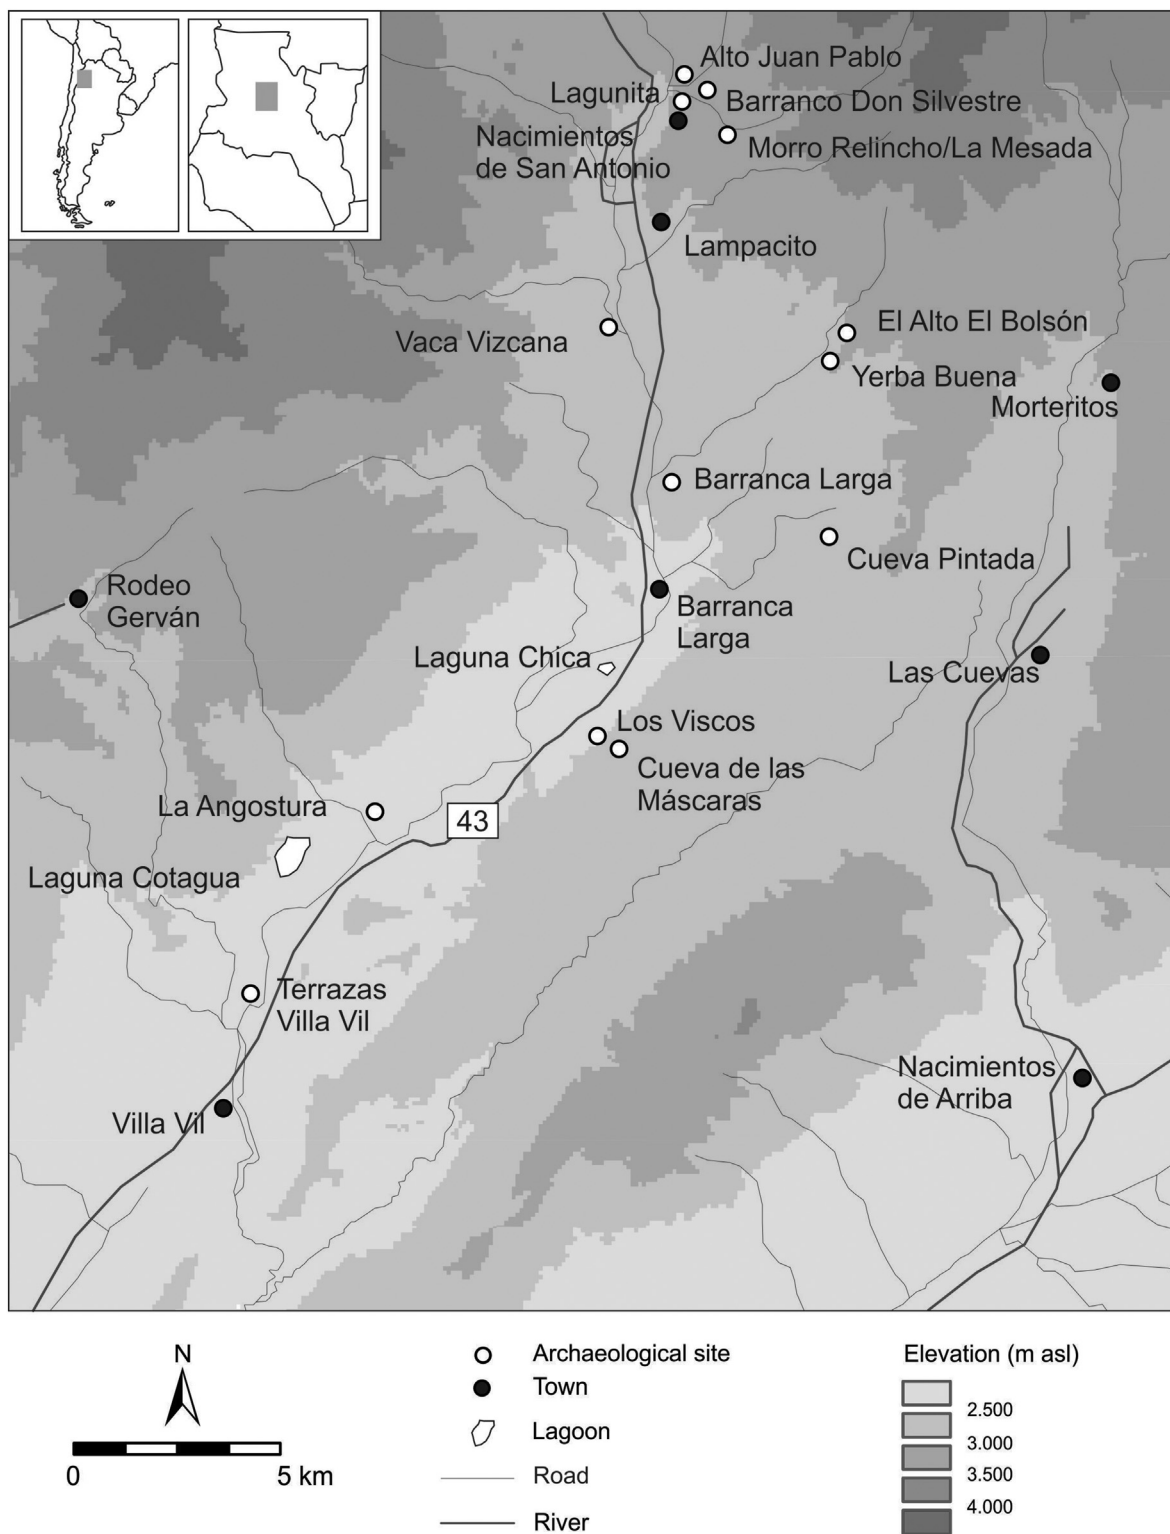 Alto Juan Pablo
Lagunita
Barranco Don Silvestre
Nacimientos
de San Antonio
Morro Relincho/La Mesada
Lampacito
Vaca Vizcana
El Alto El Bolsón
Yerba Buena
Morteritos
Barranca Larga
Cueva Pintada
Rodeo
Gerván
Barranca
Larga
Laguna Chica
Las Cuevas
Los Viscos
Cueva de las
Máscaras
La Angostura
43
Laguna Cotagua
Terrazas
Villa Vil
Nacimientos
de Arriba
Villa Vil
N
0 5 km
Archaeological site
Town
Lagoon
Road
River
Elevation (m asl)
2.500
3.000
3.500
4.000